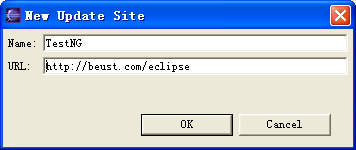 New Update Site
Name: TestNG
URL: http://beust.com/eclipse
OK Cancel